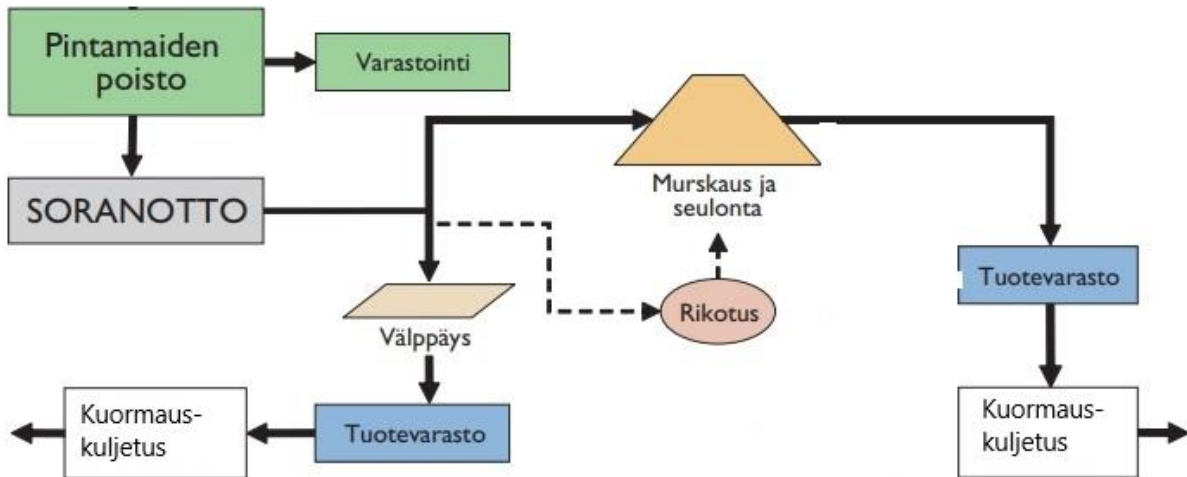 Pintamaiden
poisto
Varastointi
SORANOTTO
Murskaus ja
seulonta
Välppäys
Rikotus
Tuotevarasto
Kuormaus-
kuljetus
Tuotevarasto
Kuormaus-
kuljetus